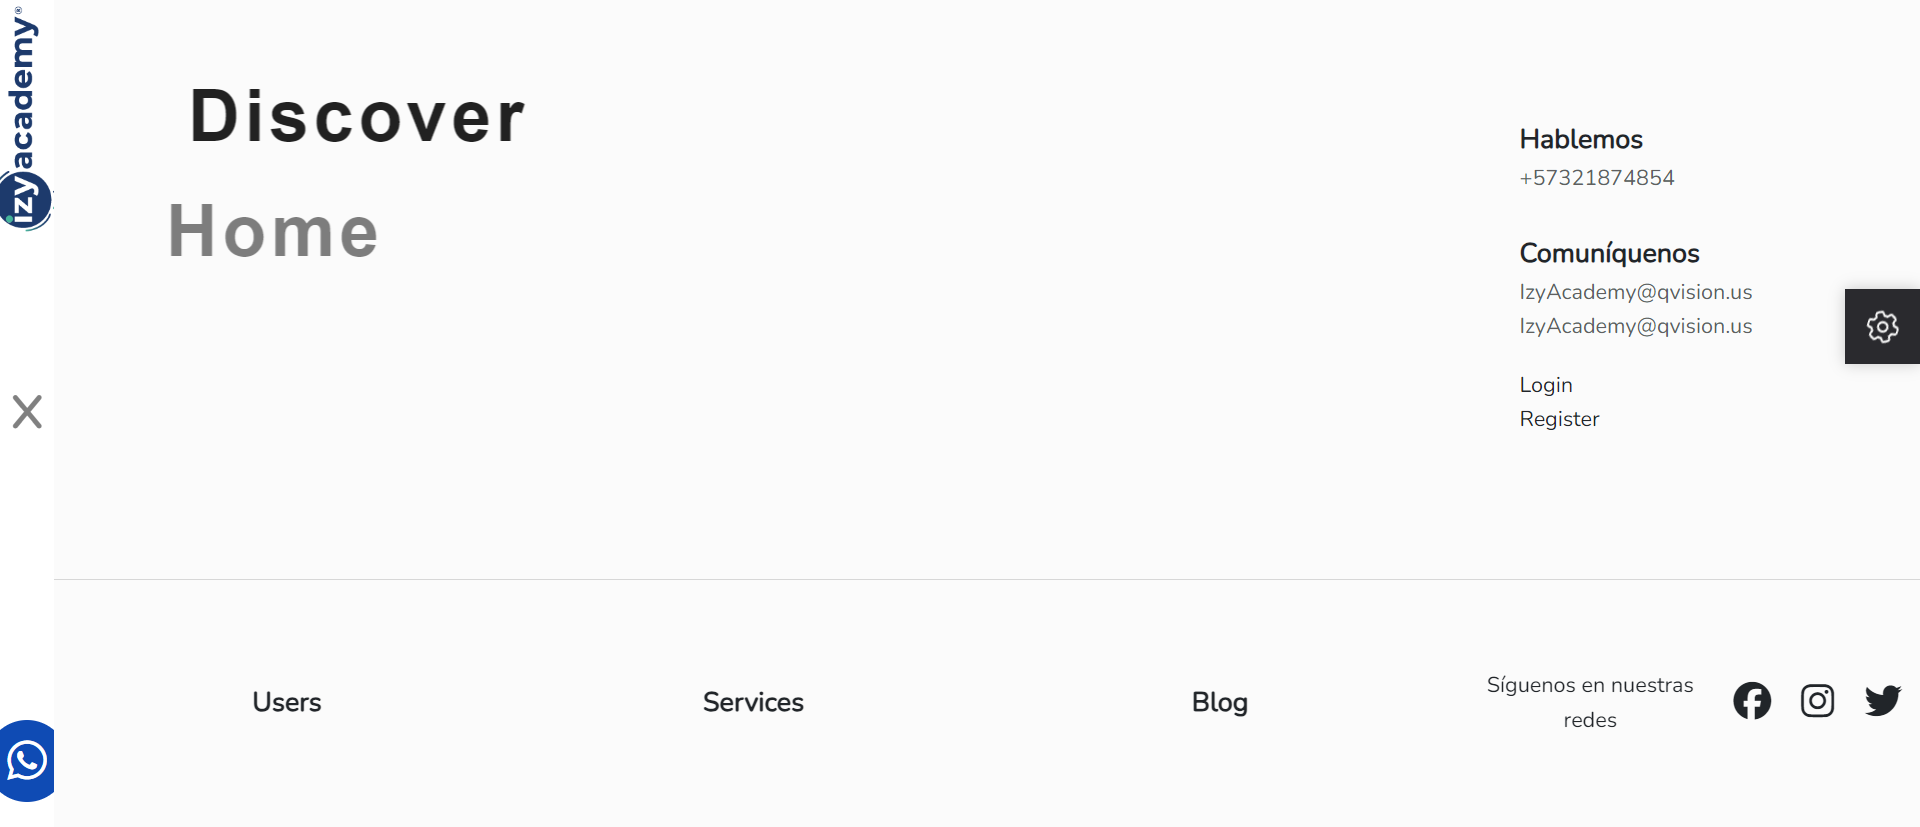 izyacademy®
Discover
Home
Hablemos
+57321874854
Comuníquenos
IzyAcademy@qvision.us
IzyAcademy@qvision.us
Login
Register
Users
Services
Blog
Síguenos en nuestras
redes